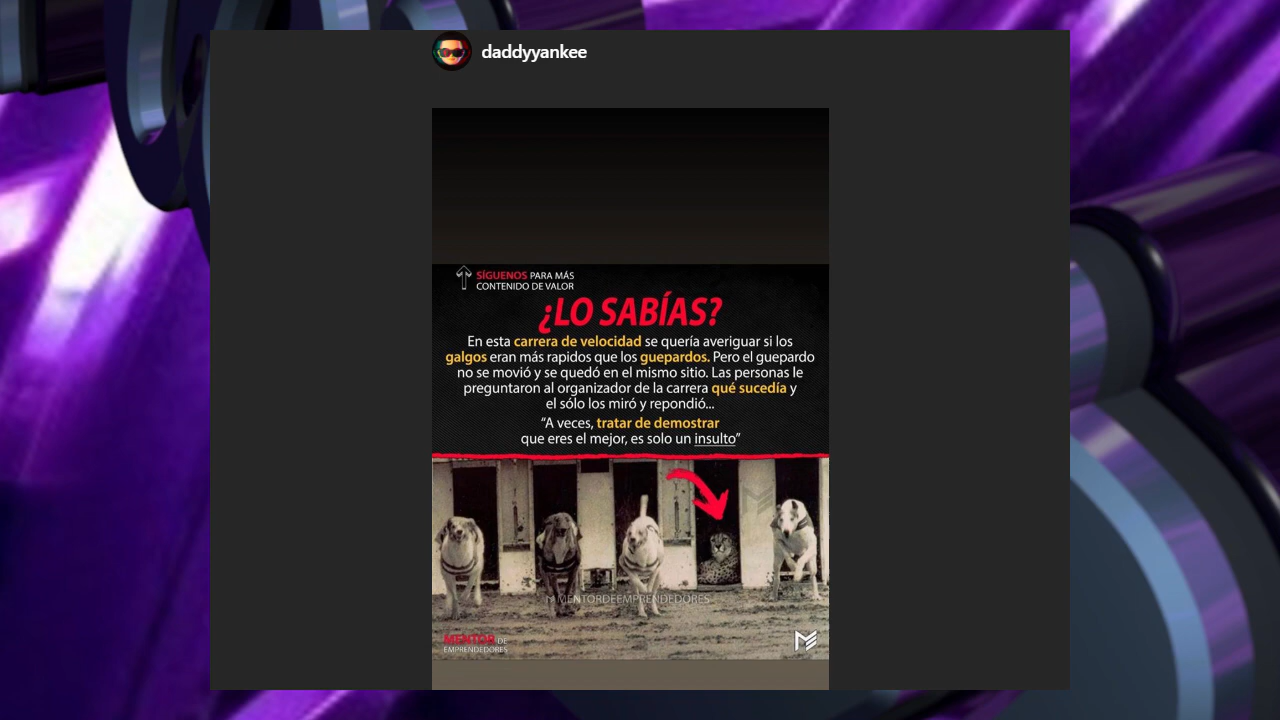 daddyyankee
SÍGUENOS PARA MÁS
CONTENIDO DE VALOR
¿LO SABÍAS?
En esta carrera de velocidad se quería averiguar si los
galgos eran más rapidos que los guepardos. Pero el guepardo
no se movió y se quedó en el mismo sitio. Las personas le
preguntaron al organizador de la carrera qué sucedía y
el sólo los miró y repondió...
“A veces, tratar de demostrar
que eres el mejor, es solo un insulto”
MENTORDEEMPRENDEDORES
MENTOR DE
EMPRENDEDORES